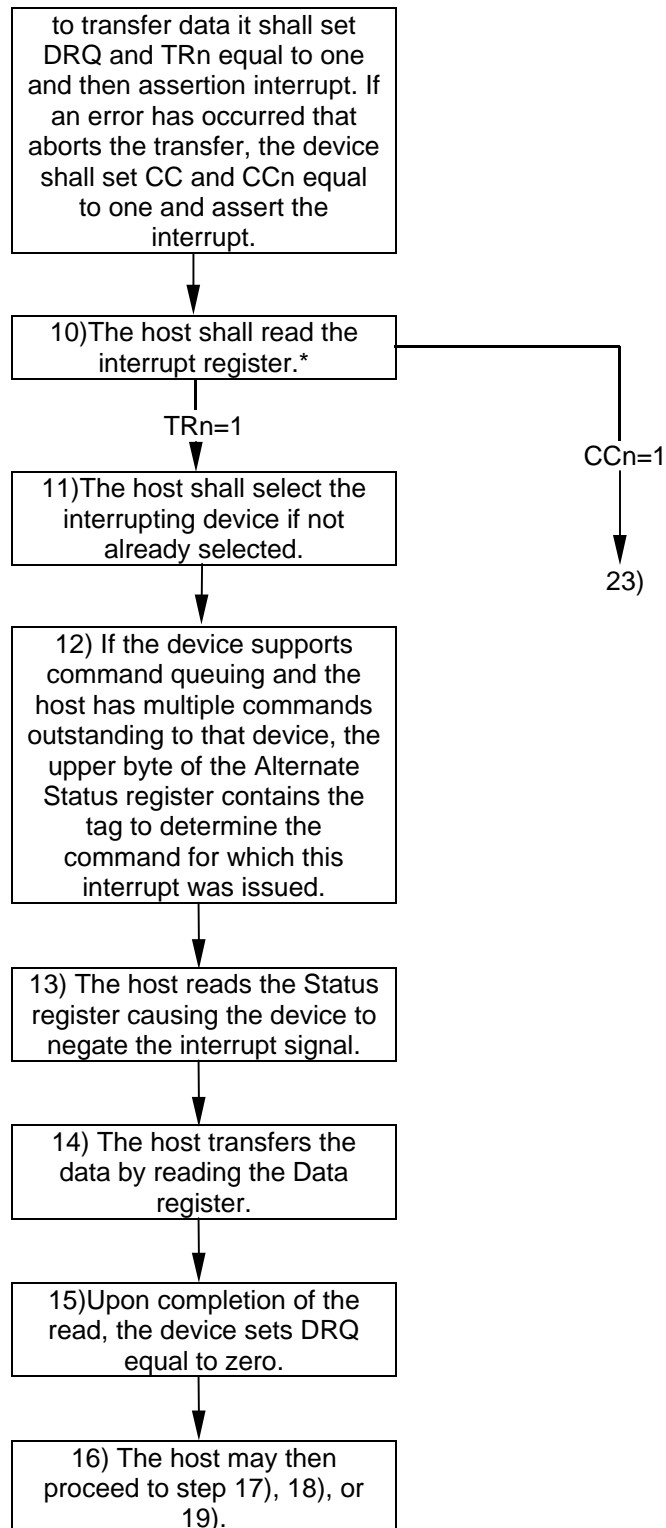 to transfer data it shall set
DRQ and TRn equal to one
and then assertion interrupt. If
an error has occurred that
aborts the transfer, the device
shall set CC and CCn equal
to one and assert the
interrupt.
10)The host shall read the
interrupt register.*
TRn=1
CCn=1
11)The host shall select the
interrupting device if not
already selected.
23)
12) If the device supports
command queuing and the
host has multiple commands
outstanding to that device, the
upper byte of the Alternate
Status register contains the
tag to determine the
command for which this
interrupt was issued.
13) The host reads the Status
register causing the device to
negate the interrupt signal.
14) The host transfers the
data by reading the Data
register.
15)Upon completion of the
read, the device sets DRQ
equal to zero.
16) The host may then
proceed to step 17), 18), or
19).